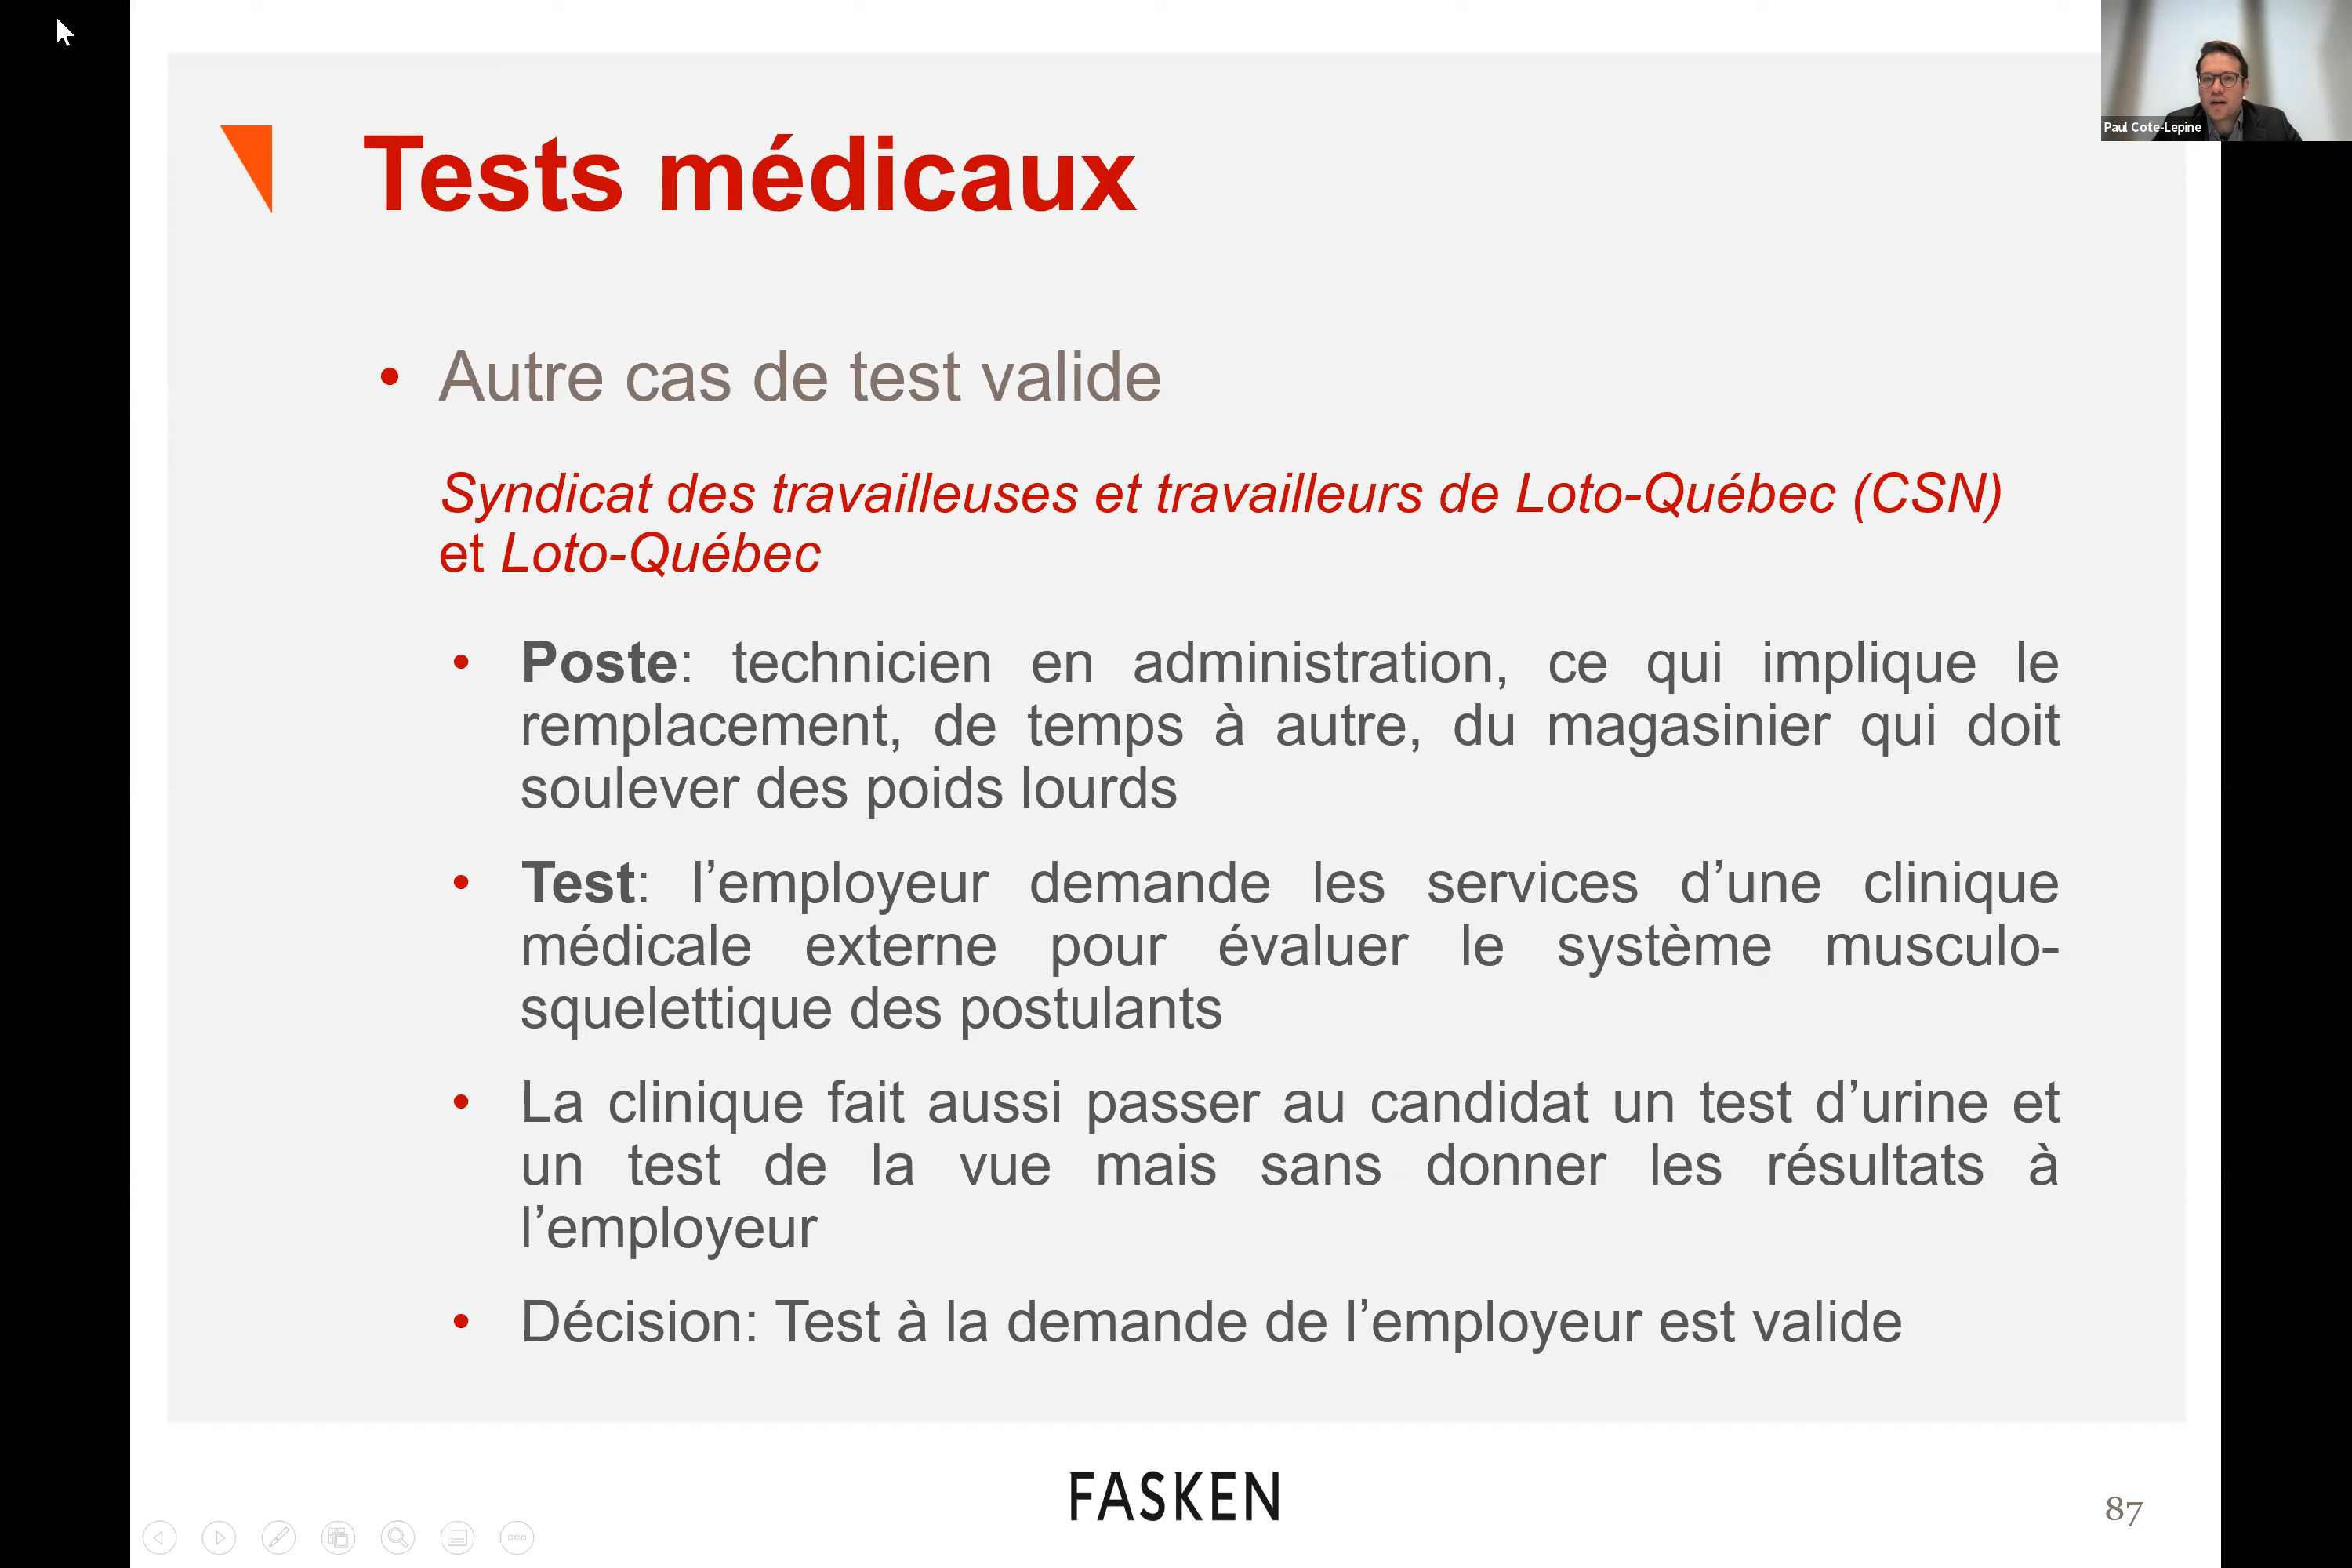 Paul Cote-Lepine
Tests médicaux
• Autre cas de test valide
Syndicat des travailleuses et travailleurs de Loto-Québec (CSN)
et Loto-Québec
• Poste: technicien en administration, ce qui implique le
remplacement, de temps à autre, du magasinier qui doit
soulever des poids lourds
• Test: l’employeur demande les services d’une clinique
médicale externe pour évaluer le système musculo-
squelettique des postulants
• La clinique fait aussi passer au candidat un test d’urine et
un test de la vue mais sans donner les résultats à
l’employeur
• Décision: Test à la demande de l’employeur est valide
FASKEN
87